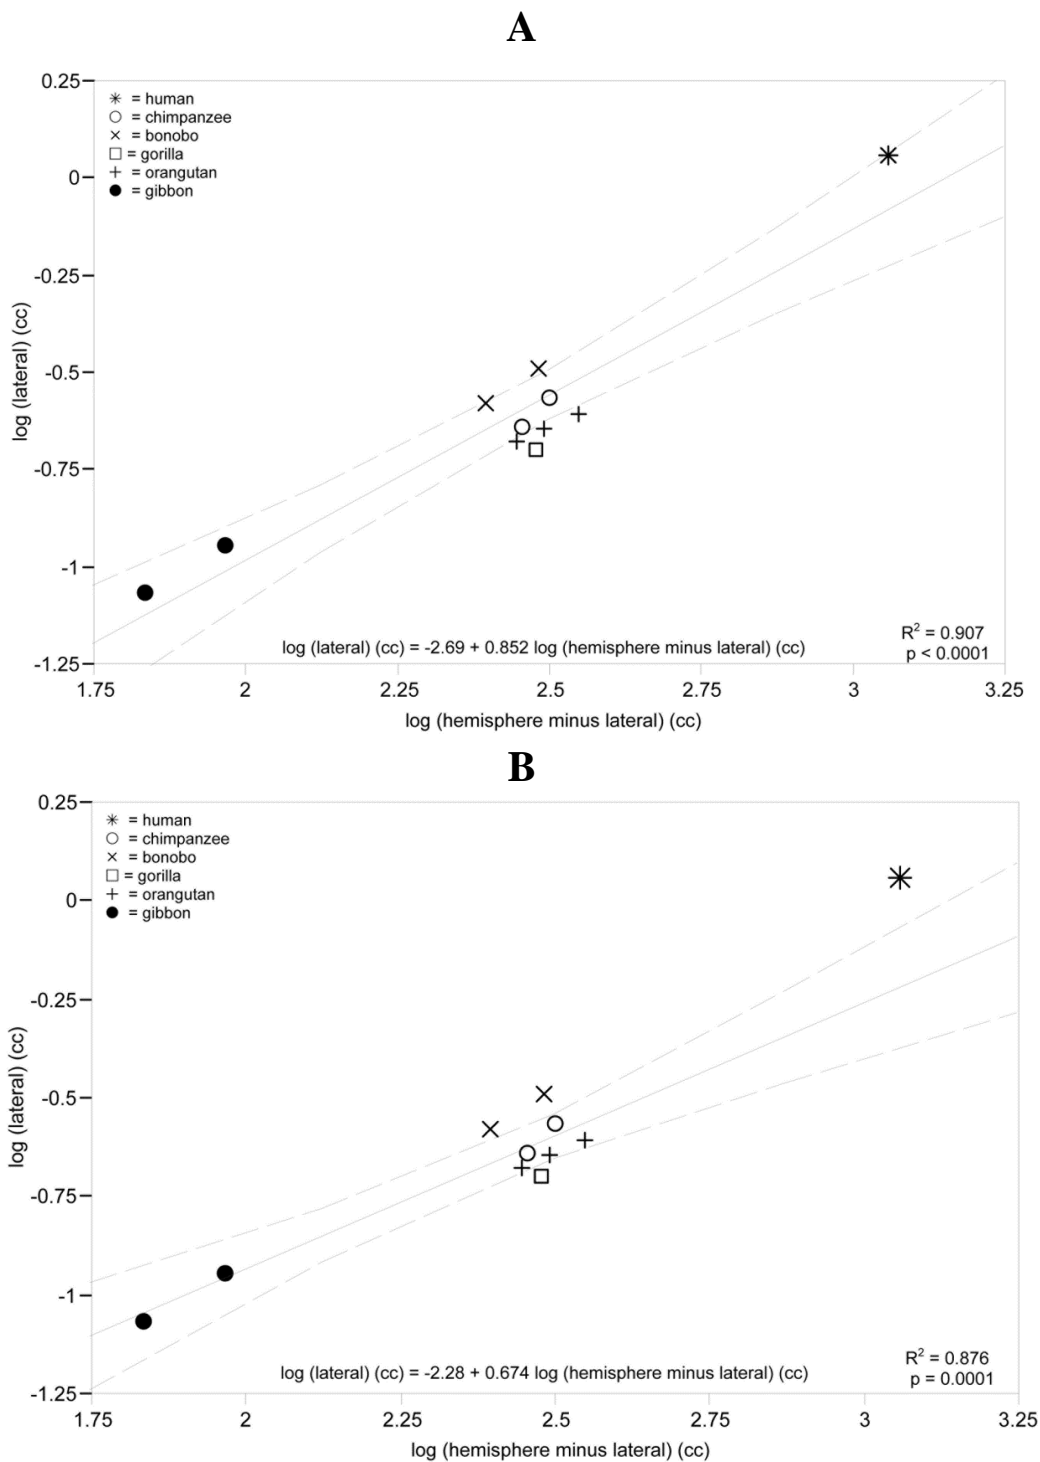 A
0.25
∗ = human
○ = chimpanzee
× = bonobo
□ = gorilla
+ = orangutan
● = gibbon
0
-0.25
-0.5
-0.75
-1
-1.25
log (lateral) (cc)
log (lateral) (cc) = -2.69 + 0.852 log (hemisphere minus lateral) (cc)
R² = 0.907
p < 0.0001
1.75 2 2.25 2.5 2.75 3 3.25
log (hemisphere minus lateral) (cc)
B
0.25
∗ = human
○ = chimpanzee
× = bonobo
□ = gorilla
+ = orangutan
● = gibbon
0
-0.25
-0.5
-0.75
-1
-1.25
log (lateral) (cc)
log (lateral) (cc) = -2.28 + 0.674 log (hemisphere minus lateral) (cc)
R² = 0.876
p = 0.0001
1.75 2 2.25 2.5 2.75 3 3.25
log (hemisphere minus lateral) (cc)